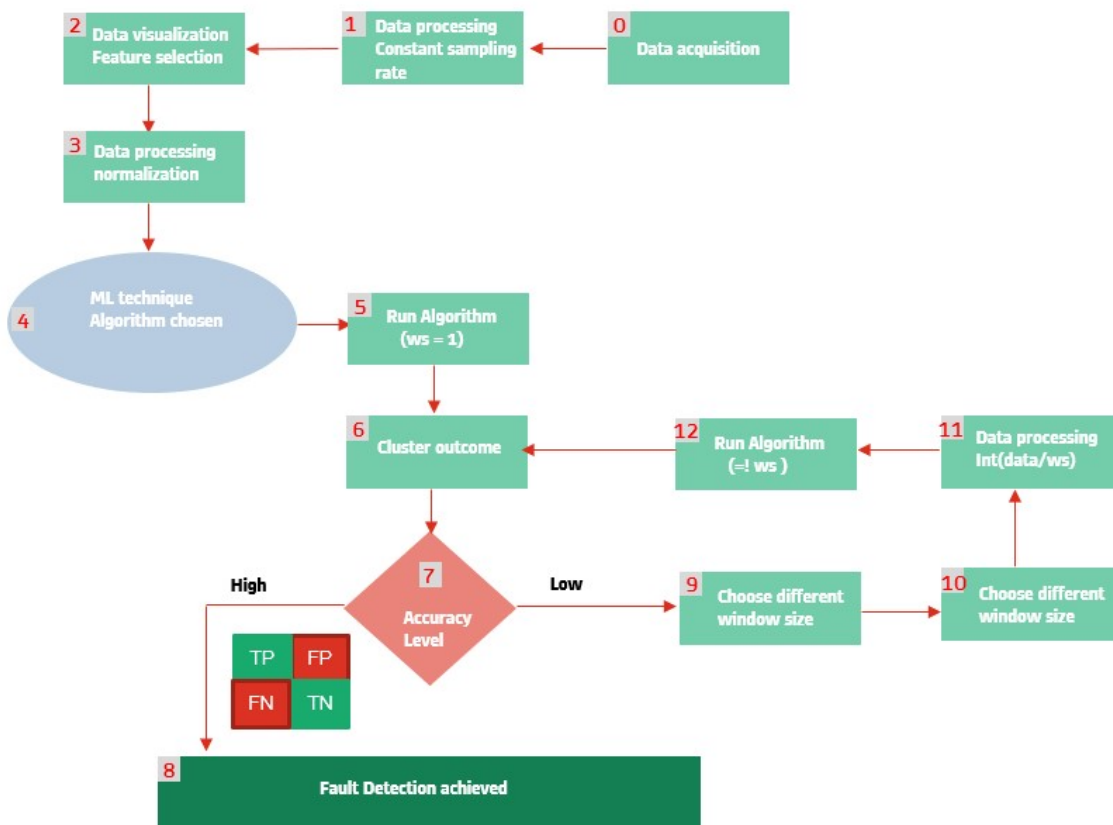 0
Data acquisition
1
Data processing
Constant sampling
rate
2
Data visualization
Feature selection
3
Data processing
normalization
4
ML technique
Algorithm chosen
5
Run Algorithm
(ws = 1)
6
Cluster outcome
7
Accuracy
Level
High
TP FP
FN TN
8
Fault Detection achieved
Low
9
Choose different
window size
10
Choose different
window size
11
Data processing
Int(data/ws)
12
Run Algorithm
(=! ws )